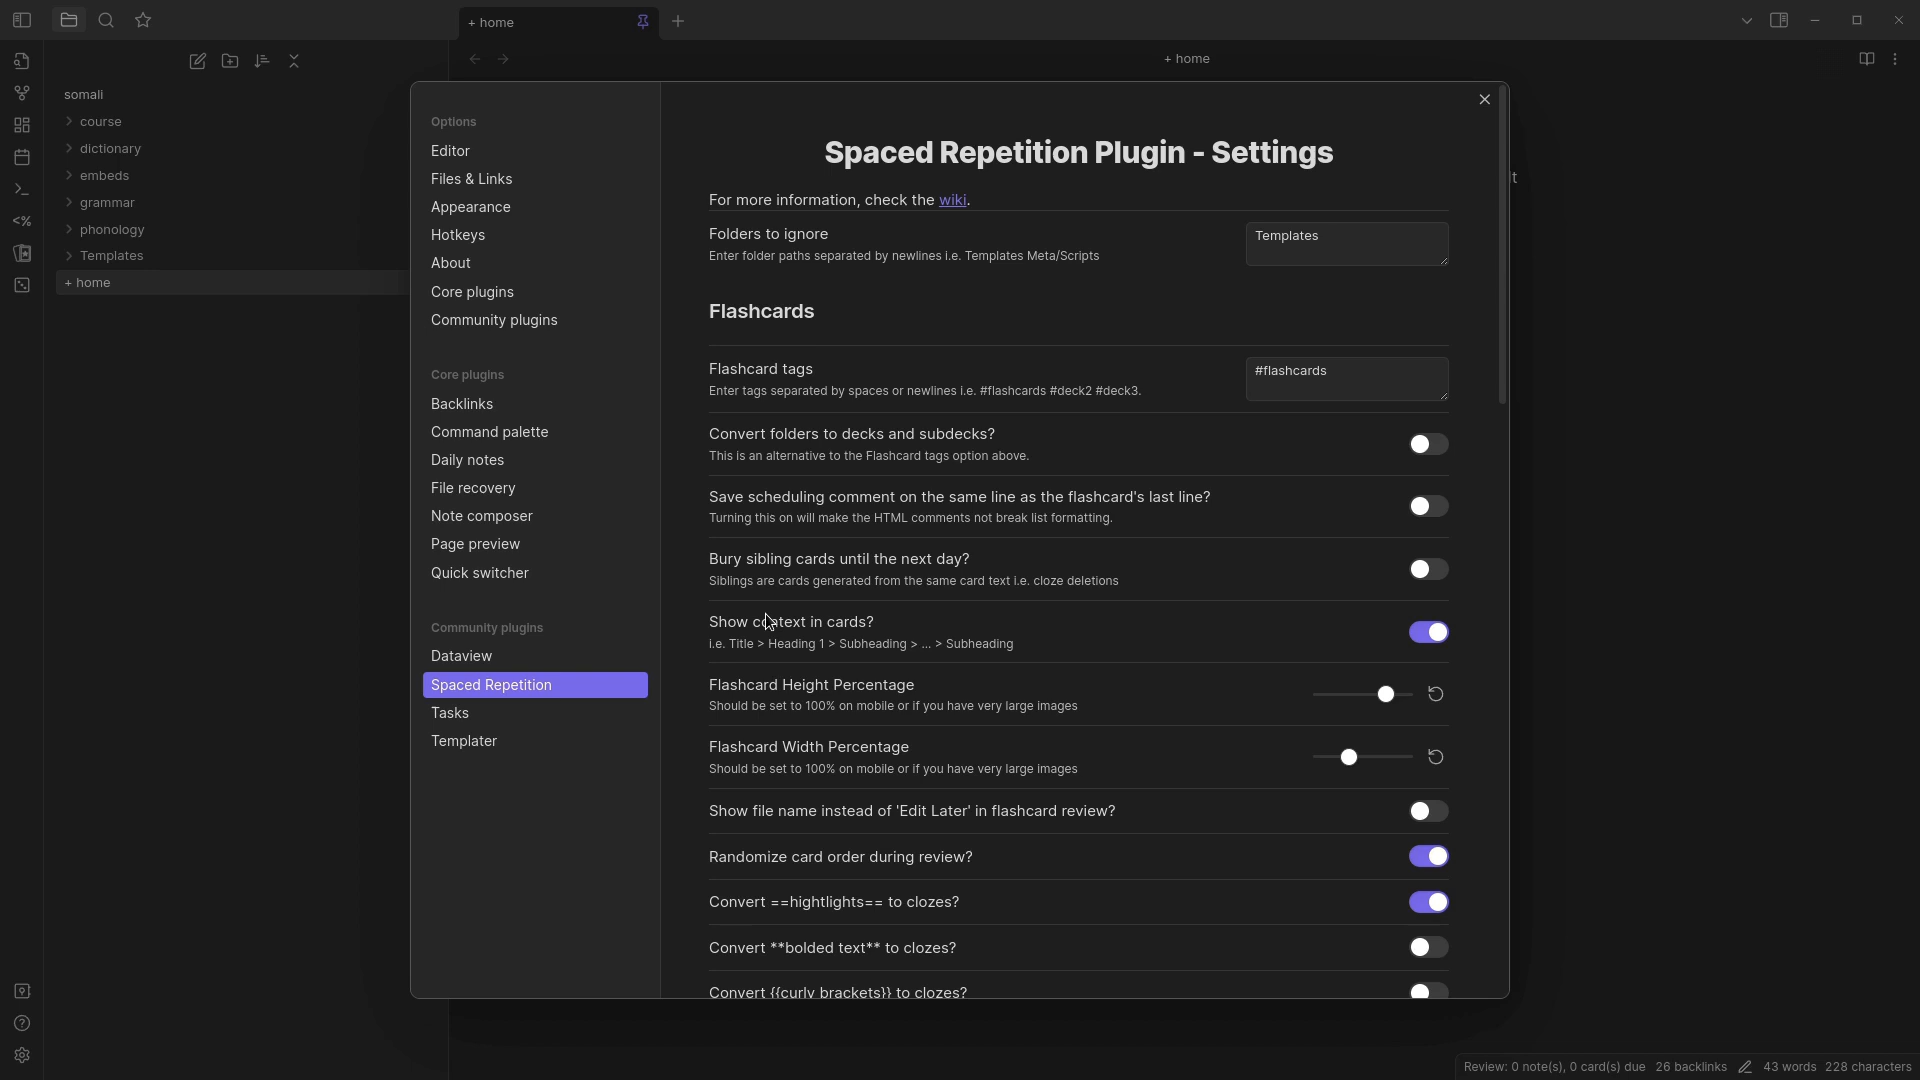 + home
+ home
somali
course
dictionary
embeds
grammar
phonology
Templates
+ home
Options
Editor
Files & Links
Appearance
Hotkeys
About
Core plugins
Community plugins
Core plugins
Backlinks
Command palette
Daily notes
File recovery
Note composer
Page preview
Quick switcher
Community plugins
Dataview
Spaced Repetition
Tasks
Templater
Spaced Repetition Plugin - Settings
For more information, check the wiki.
Folders to ignore
Enter folder paths separated by newlines i.e. Templates Meta/Scripts
Templates
Flashcards
Flashcard tags
Enter tags separated by spaces or newlines i.e. #flashcards #deck2 #deck3.
#flashcards
Convert folders to decks and subdecks?
This is an alternative to the Flashcard tags option above.
Save scheduling comment on the same line as the flashcard's last line?
Turning this on will make the HTML comments not break list formatting.
Bury sibling cards until the next day?
Siblings are cards generated from the same card text i.e. cloze deletions
Show context in cards?
i.e. Title > Heading 1 > Subheading > ... > Subheading
Flashcard Height Percentage
Should be set to 100% on mobile or if you have very large images
Flashcard Width Percentage
Should be set to 100% on mobile or if you have very large images
Show file name instead of 'Edit Later' in flashcard review?
Randomize card order during review?
Convert ==hightlights== to clozes?
Convert **bolded text** to clozes?
Convert {{curly brackets}} to clozes?
Review: 0 note(s), 0 card(s) due 26 backlinks 43 words 228 characters